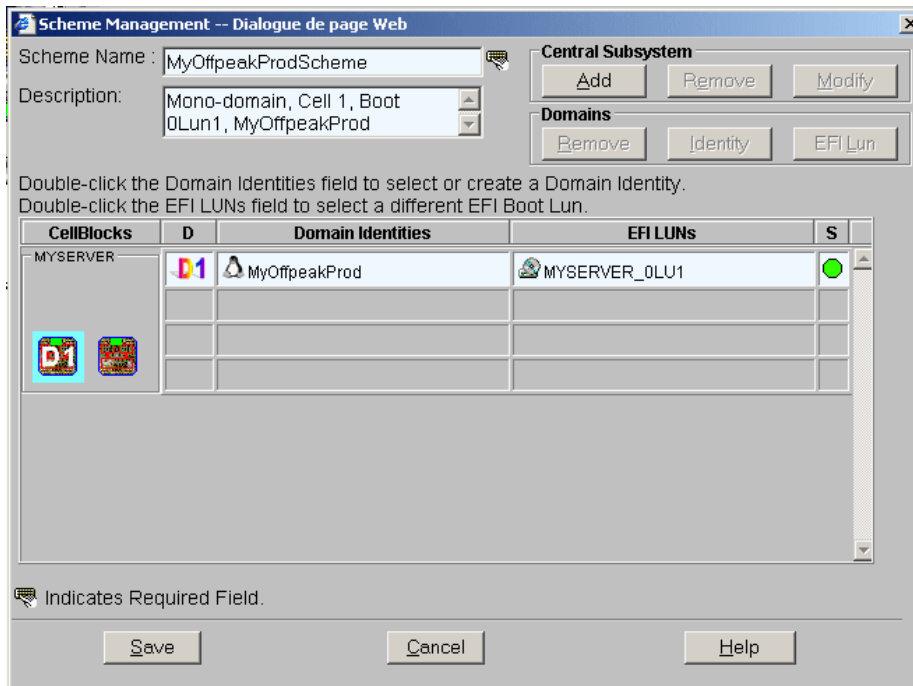 Scheme Management -- Dialogue de page Web
Scheme Name : MyOffpeakProdScheme
Central Subsystem
Add Remove Modify
Description: Mono-domain, Cell 1, Boot
0Lun1, MyOffpeakProd
Domains
Remove Identity EFI Lun
Double-click the Domain Identities field to select or create a Domain Identity.
Double-click the EFI LUNs field to select a different EFI Boot Lun.
CellBlocks D Domain Identities EFI LUNs S
MYSERVER D1 MyOffpeakProd MYSERVER_0LU1
D1
Indicates Required Field.
Save Cancel Help